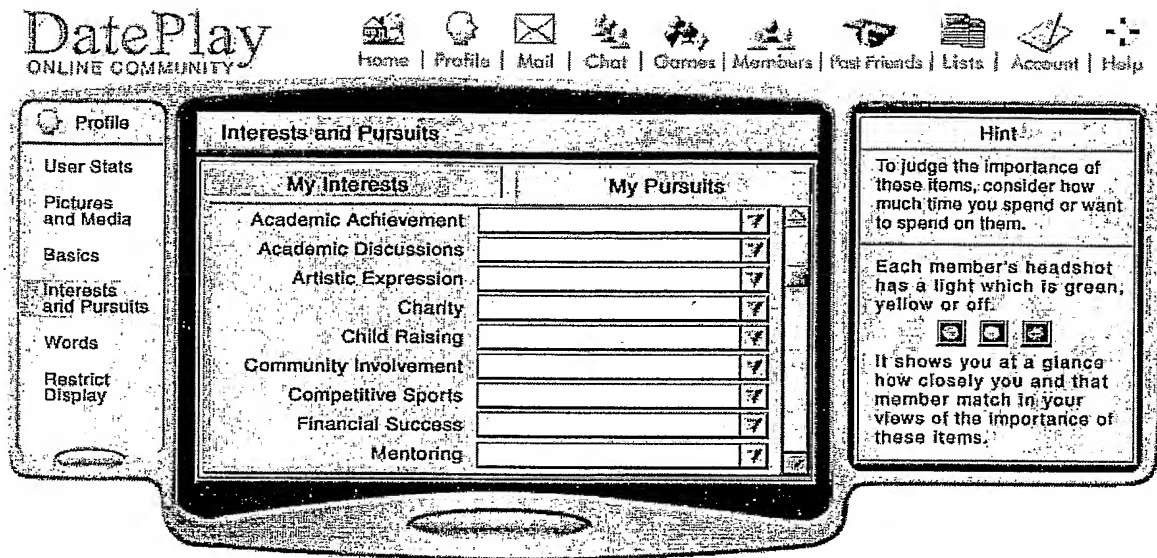 DatePlay
ONLINE COMMUNITY
Home | Profile | Mail | Chat | Games | Members | Past Friends | Lists | Account | Help
Profile
User Stats
Pictures
and Media
Basics
Interests
and Pursuits
Words
Restrict
Display
Interests and Pursuits
My Interests | My Pursuits
Academic Achievement
Academic Discussions
Artistic Expression
Charity
Child Raising
Community Involvement
Competitive Sports
Financial Success
Mentoring
Hint
To judge the importance of
these items, consider how
much time you spend or want
to spend on them.
Each member's headshot
has a light which is green,
yellow or off.
It shows you at a glance
how closely you and that
member match in your
views of the importance of
these items.